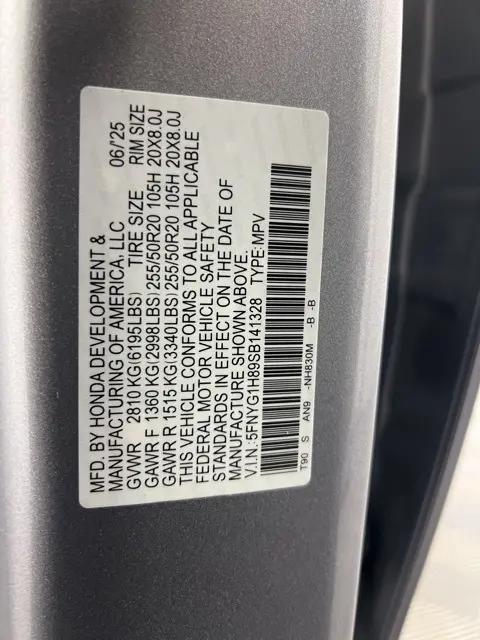 MFD. BY HONDA DEVELOPMENT &
MANUFACTURING OF AMERICA, LLC 06/'25
GVWR 2810 KG(6195LBS) TIRE SIZE RIM SIZE
GAWR F 1360 KG(2998LBS)255/50R20 105H 20X8.0J
GAWR R 1515 KG(3340LBS)255/50R20 105H 20X8.0J
THIS VEHICLE CONFORMS TO ALL APPLICABLE
FEDERAL MOTOR VEHICLE SAFETY
STANDARDS IN EFFECT ON THE DATE OF
MANUFACTURE SHOWN ABOVE.
V.I.N.:5FNYG1H89SB141328 TYPE:MPV
T90 S AN9 -NH830M -B -B